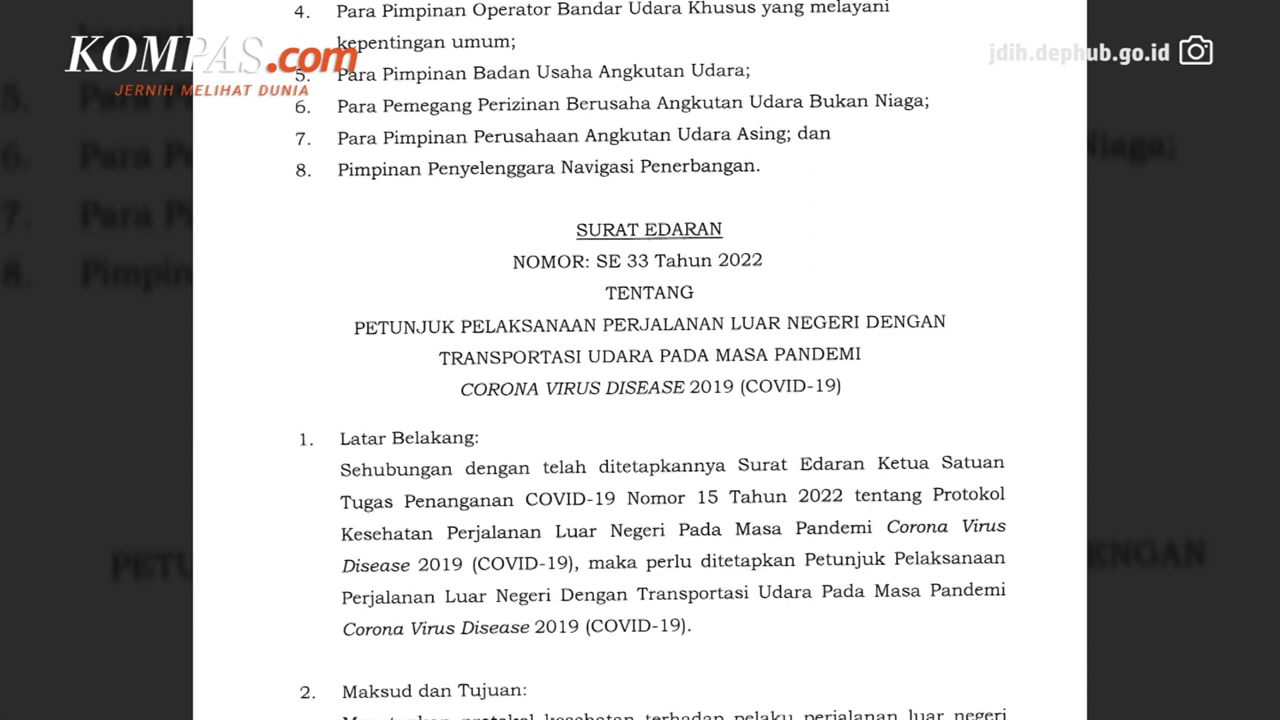 4. Para Pimpinan Operator Bandar Udara Khusus yang melayani
kepentingan umum;
5. Para Pimpinan Badan Usaha Angkutan Udara;
6. Para Pemegang Perizinan Berusaha Angkutan Udara Bukan Niaga;
7. Para Pimpinan Perusahaan Angkutan Udara Asing; dan
8. Pimpinan Penyelenggara Navigasi Penerbangan.
KOMPAS.com
JERNIH MELIHAT DUNIA
jdih.dephub.go.id
SURAT EDARAN
NOMOR: SE 33 Tahun 2022
TENTANG
PETUNJUK PELAKSANAAN PERJALANAN LUAR NEGERI DENGAN
TRANSPORTASI UDARA PADA MASA PANDEMI
CORONA VIRUS DISEASE 2019 (COVID-19)
1. Latar Belakang:
Sehubungan dengan telah ditetapkannya Surat Edaran Ketua Satuan
Tugas Penanganan COVID-19 Nomor 15 Tahun 2022 tentang Protokol
Kesehatan Perjalanan Luar Negeri Pada Masa Pandemi Corona Virus
Disease 2019 (COVID-19), maka perlu ditetapkan Petunjuk Pelaksanaan
Perjalanan Luar Negeri Dengan Transportasi Udara Pada Masa Pandemi
Corona Virus Disease 2019 (COVID-19).
2. Maksud dan Tujuan: